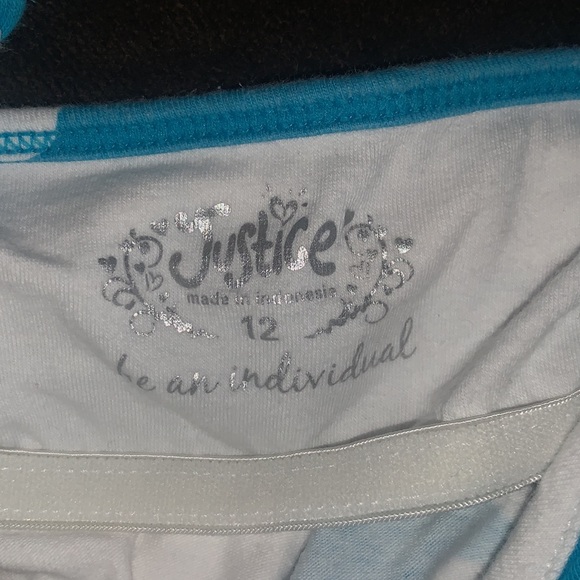 Justice
made in indonesia
12
be an individual